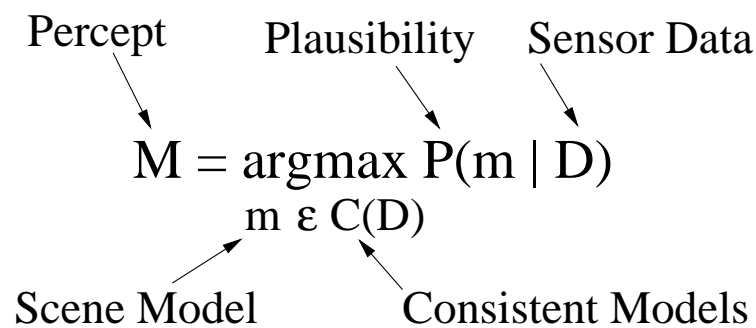 Percept Plausibility Sensor Data
M = argmax P(m | D)
m ε C(D)
Scene Model Consistent Models